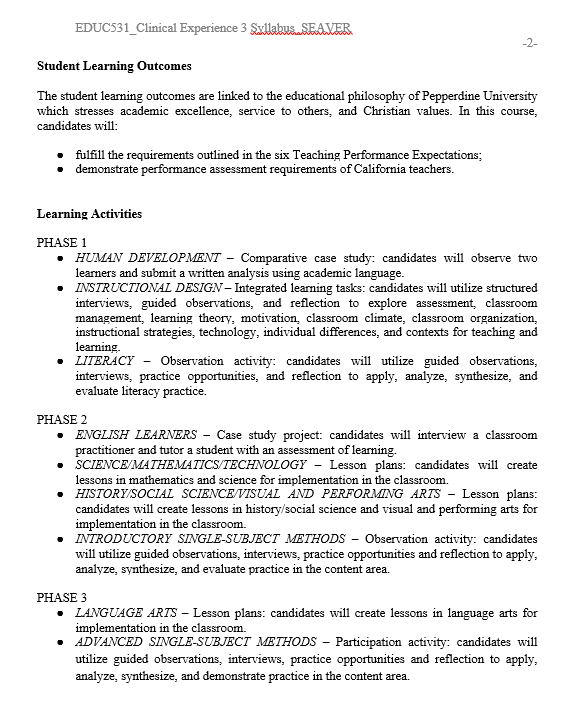 EDUC531_Clinical Experience 3 Syllabus_SEAVER
-2-
Student Learning Outcomes
The student learning outcomes are linked to the educational philosophy of Pepperdine University
which stresses academic excellence, service to others, and Christian values. In this course,
candidates will:
● fulfill the requirements outlined in the six Teaching Performance Expectations;
● demonstrate performance assessment requirements of California teachers.
Learning Activities
PHASE 1
● HUMAN DEVELOPMENT – Comparative case study: candidates will observe two
learners and submit a written analysis using academic language.
● INSTRUCTIONAL DESIGN – Integrated learning tasks: candidates will utilize structured
interviews, guided observations, and reflection to explore assessment, classroom
management, learning theory, motivation, classroom climate, classroom organization,
instructional strategies, technology, individual differences, and contexts for teaching and
learning.
● LITERACY – Observation activity: candidates will utilize guided observations,
interviews, practice opportunities, and reflection to apply, analyze, synthesize, and
evaluate literacy practice.
PHASE 2
● ENGLISH LEARNERS – Case study project: candidates will interview a classroom
practitioner and tutor a student with an assessment of learning.
● SCIENCE/MATHEMATICS/TECHNOLOGY – Lesson plans: candidates will create
lessons in mathematics and science for implementation in the classroom.
● HISTORY/SOCIAL SCIENCE/VISUAL AND PERFORMING ARTS – Lesson plans:
candidates will create lessons in history/social science and visual and performing arts for
implementation in the classroom.
● INTRODUCTORY SINGLE-SUBJECT METHODS – Observation activity: candidates
will utilize guided observations, interviews, practice opportunities and reflection to apply,
analyze, synthesize, and evaluate practice in the content area.
PHASE 3
● LANGUAGE ARTS – Lesson plans: candidates will create lessons in language arts for
implementation in the classroom.
● ADVANCED SINGLE-SUBJECT METHODS – Participation activity: candidates will
utilize guided observations, interviews, practice opportunities and reflection to apply,
analyze, synthesize, and demonstrate practice in the content area.